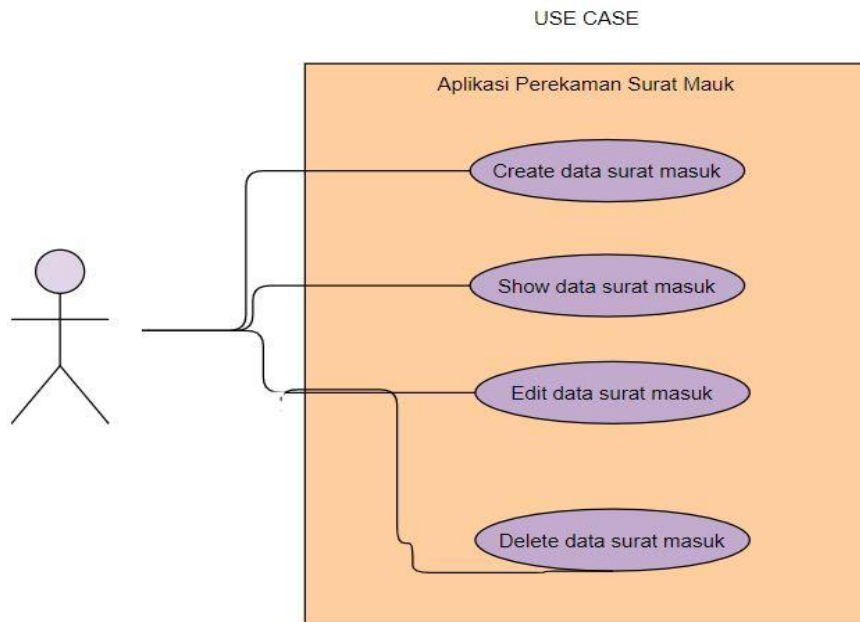 USE CASE
Aplikasi Perekaman Surat Mauk
Create data surat masuk
Show data surat masuk
Edit data surat masuk
Delete data surat masuk